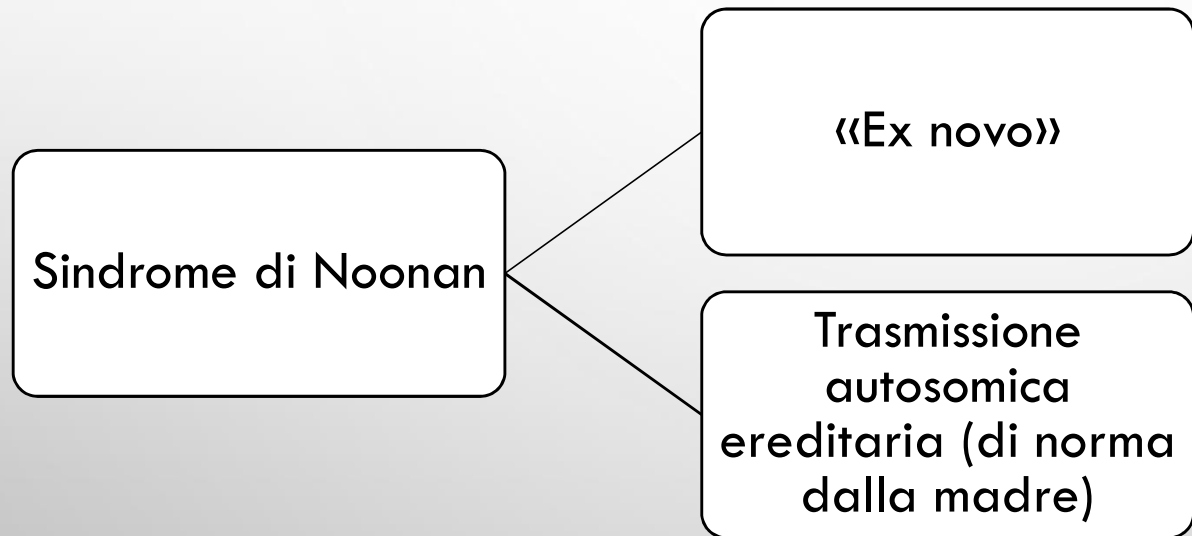 Sindrome di Noonan
«Ex novo»
Trasmissione
autosomica
ereditaria (di norma
dalla madre)